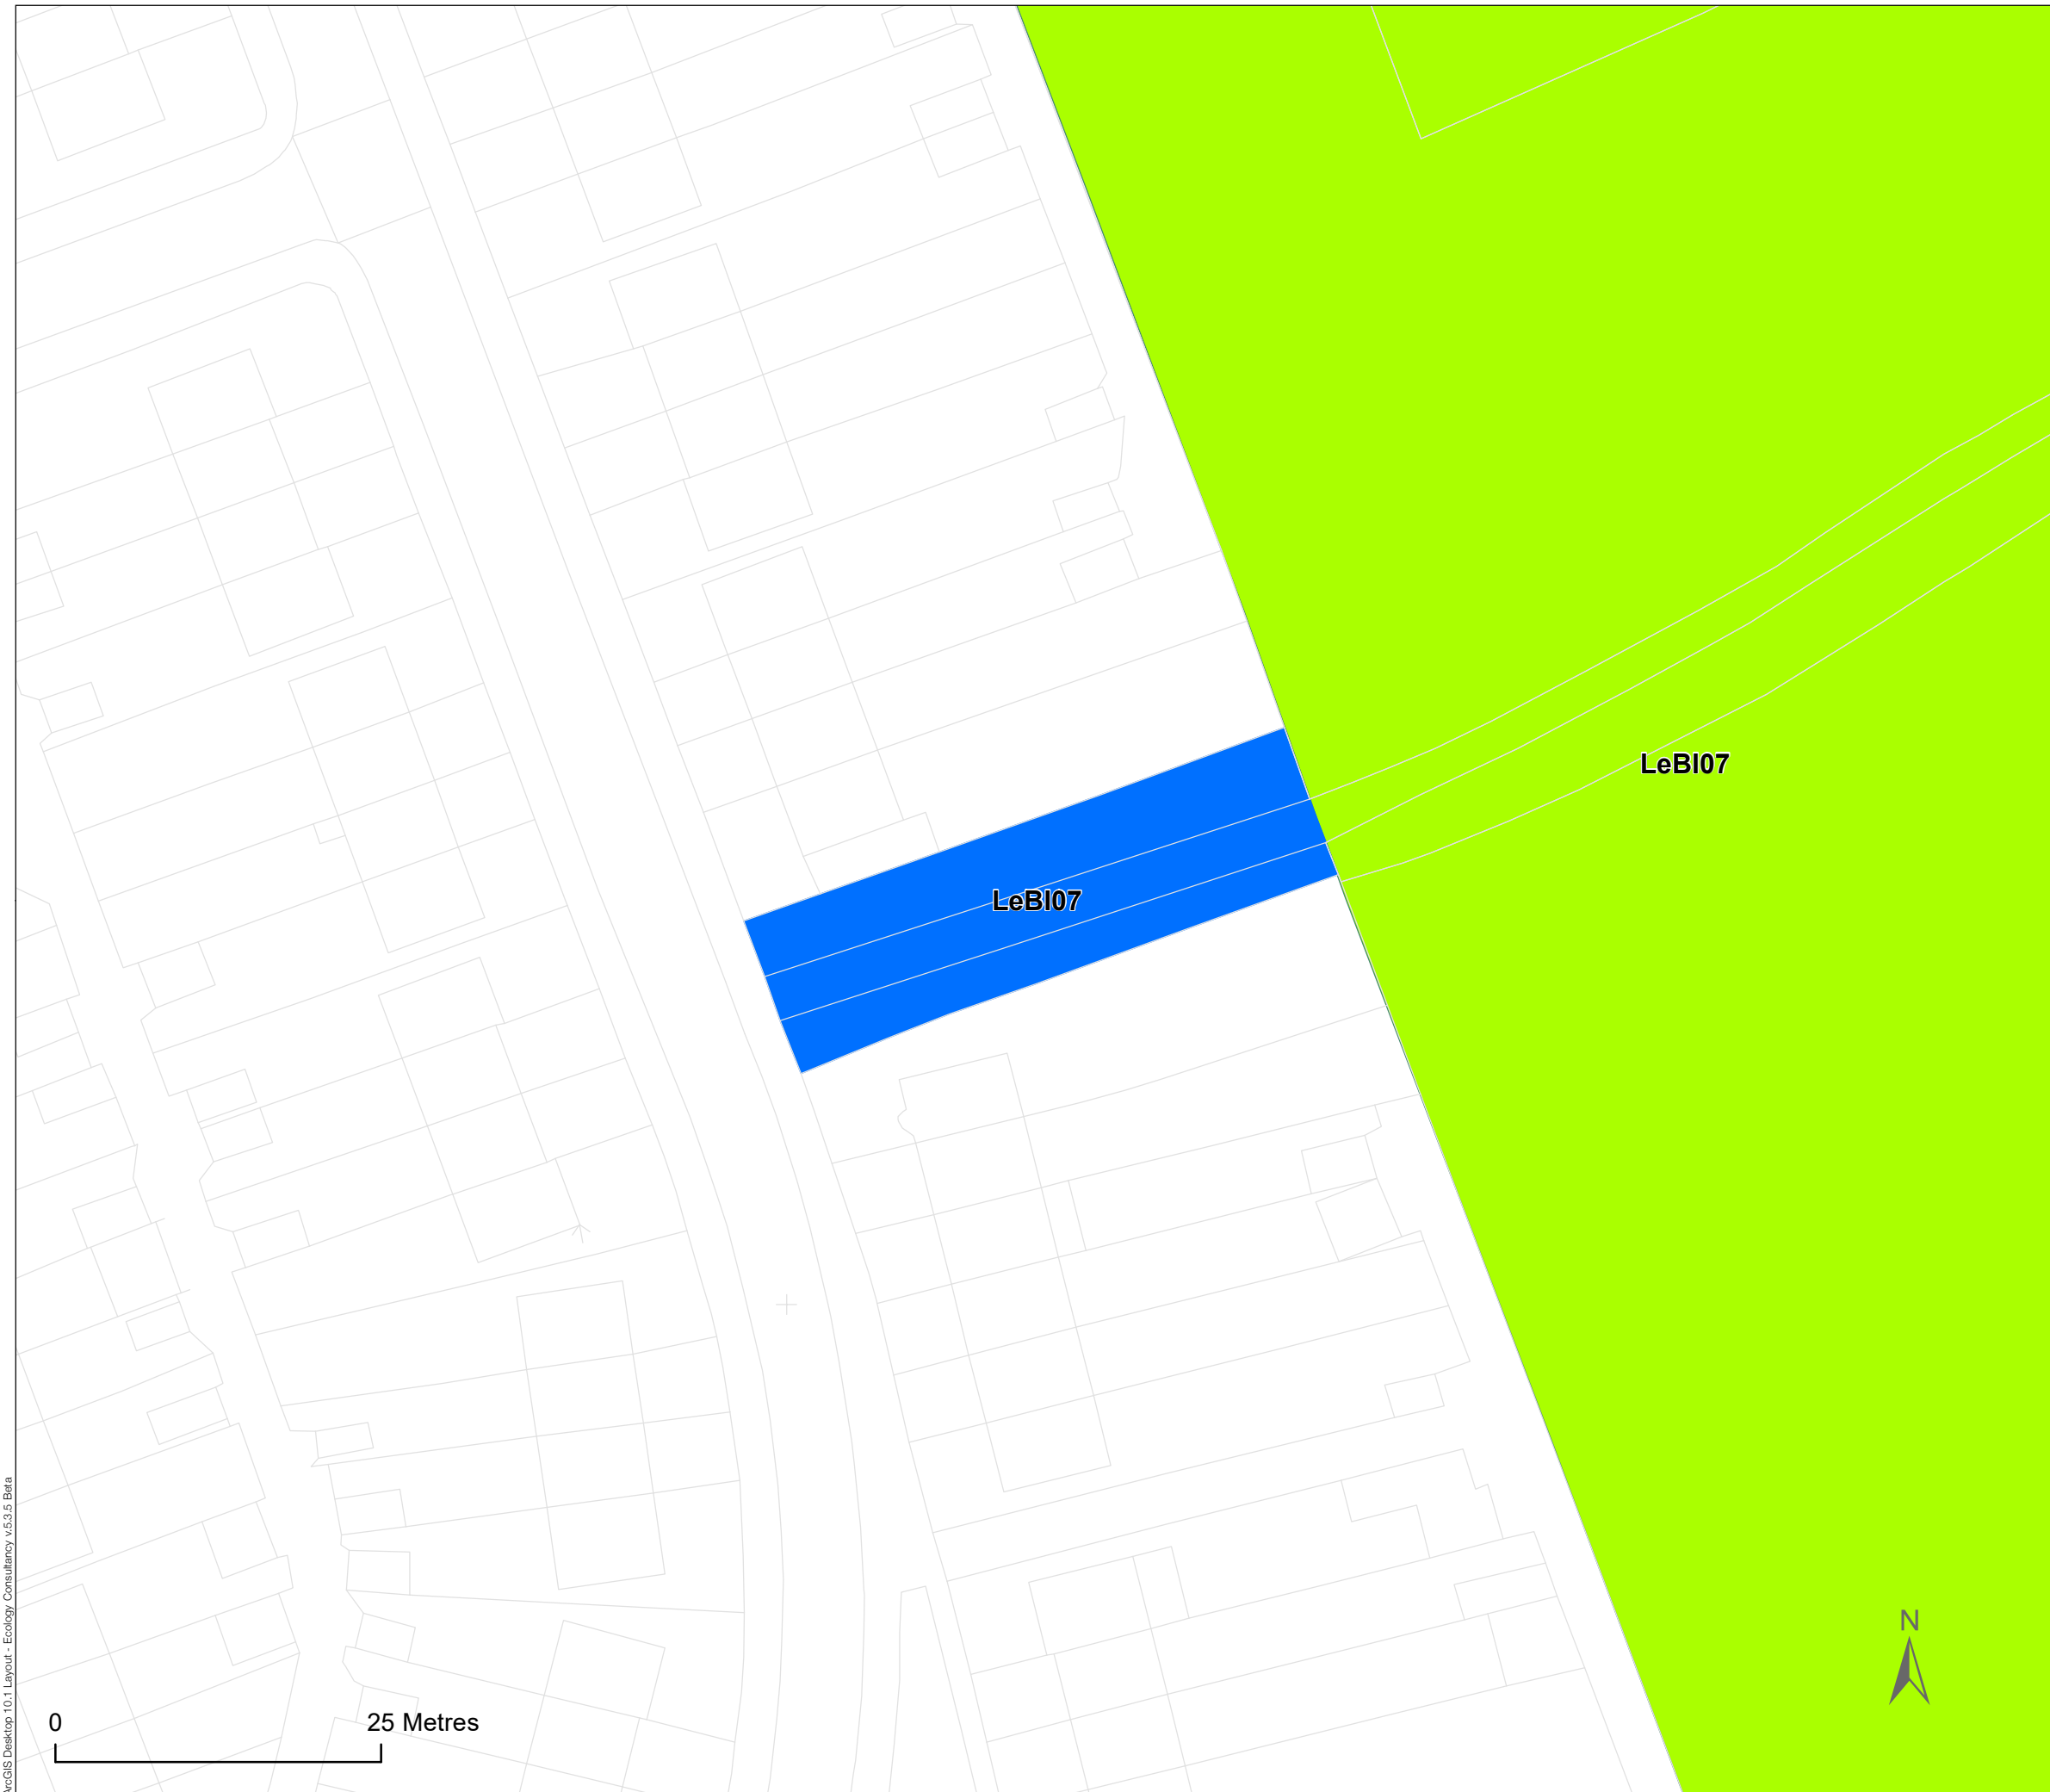 LeBI07
LeBI07
N
0 25 Metres
ArcGIS Desktop 10.1 Layout - Ecology Consultancy v.5.3.5 Beta